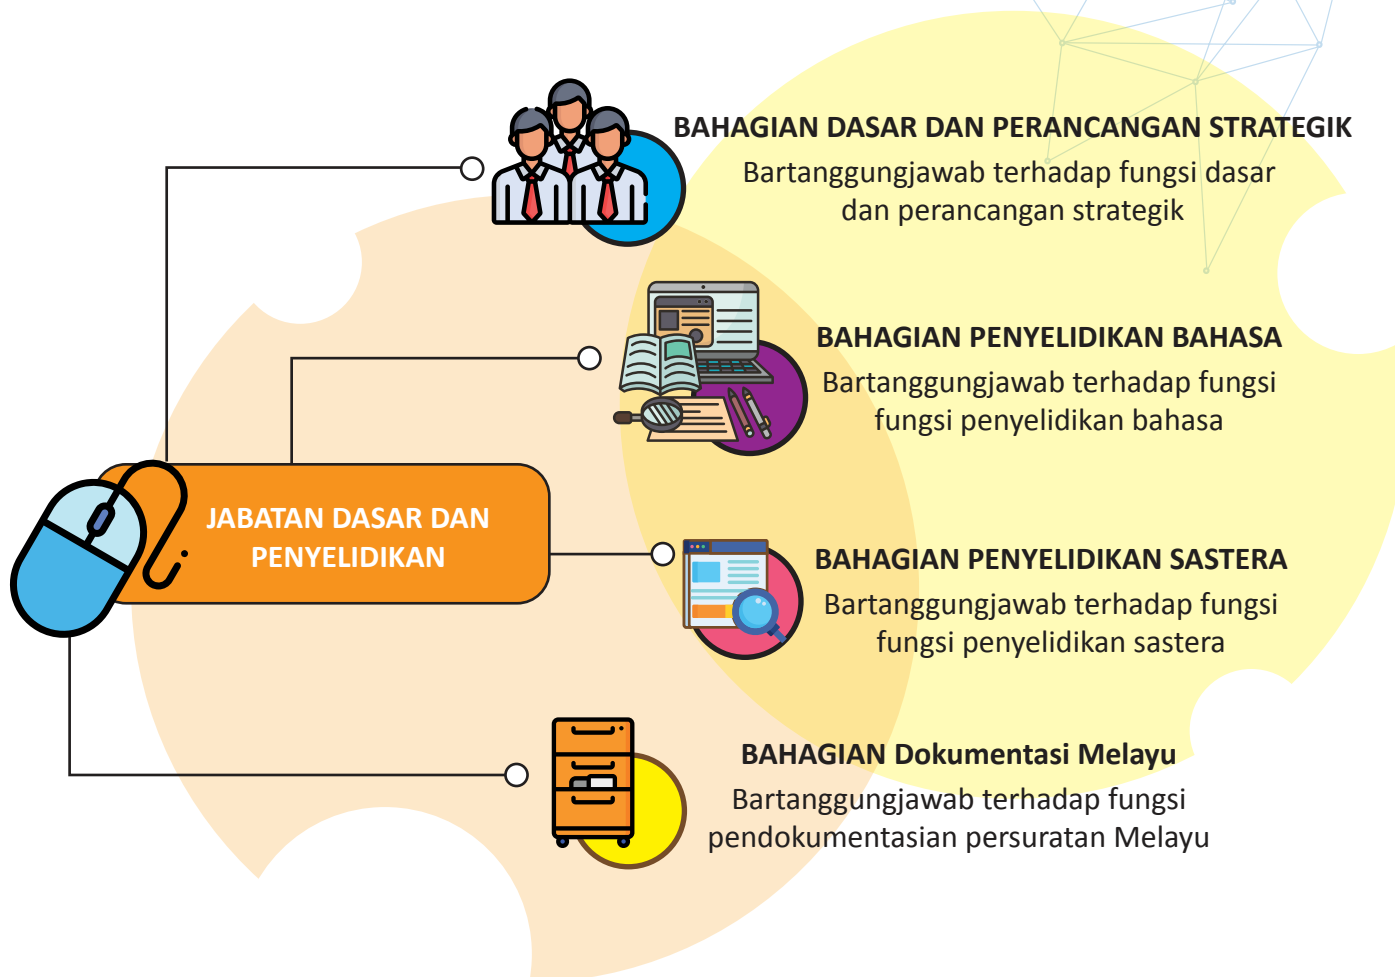 BAHAGIAN DASAR DAN PERANCANGAN STRATEGIK
Bartanggungjawab terhadap fungsi dasar
dan perancangan strategik
BAHAGIAN PENYELIDIKAN BAHASA
Bartanggungjawab terhadap fungsi
fungsi penyelidikan bahasa
JABATAN DASAR DAN
PENYELIDIKAN
BAHAGIAN PENYELIDIKAN SASTERA
Bartanggungjawab terhadap fungsi
fungsi penyelidikan sastera
BAHAGIAN Dokumentasi Melayu
Bartanggungjawab terhadap fungsi
pendokumentasian persuratan Melayu